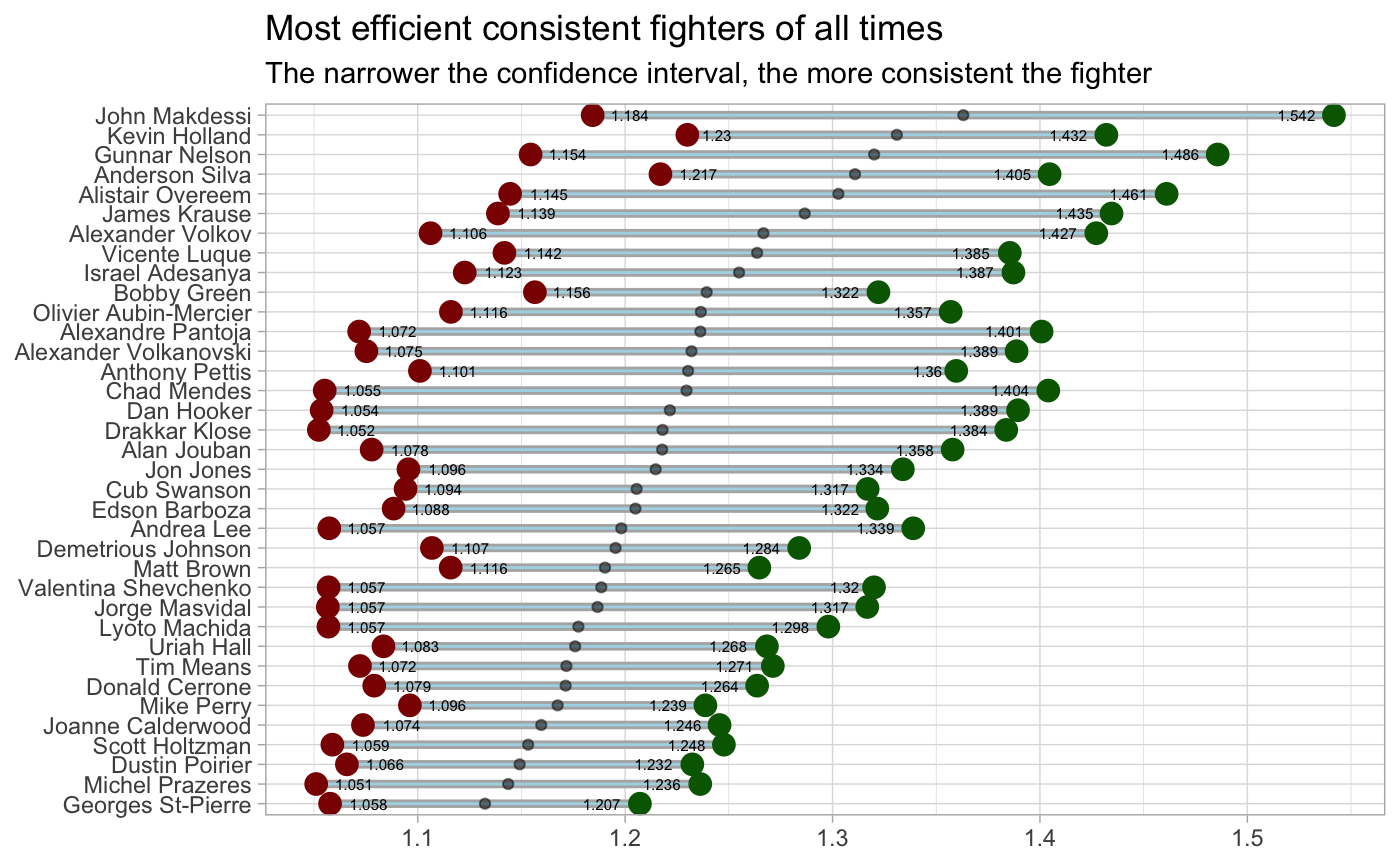 Most efficient consistent fighters of all times
The narrower the confidence interval, the more consistent the fighter
John Makdessi 1.184 1.542
Kevin Holland 1.23 1.432
Gunnar Nelson 1.154 1.486
Anderson Silva 1.217 1.405
Alistair Overeem 1.145 1.461
James Krause 1.139 1.435
Alexander Volkov 1.106 1.427
Vicente Luque 1.142 1.385
Israel Adesanya 1.123 1.387
Bobby Green 1.156 1.322
Olivier Aubin-Mercier 1.116 1.357
Alexandre Pantoja 1.072 1.401
Alexander Volkanovski 1.075 1.389
Anthony Pettis 1.101 1.36
Chad Mendes 1.055 1.404
Dan Hooker 1.054 1.389
Drakkar Klose 1.052 1.384
Alan Jouban 1.078 1.358
Jon Jones 1.096 1.334
Cub Swanson 1.094 1.317
Edson Barboza 1.088 1.322
Andrea Lee 1.057 1.339
Demetrious Johnson 1.107 1.284
Matt Brown 1.116 1.265
Valentina Shevchenko 1.057 1.32
Jorge Masvidal 1.057 1.317
Lyoto Machida 1.057 1.298
Uriah Hall 1.083 1.268
Tim Means 1.072 1.271
Donald Cerrone 1.079 1.264
Mike Perry 1.096 1.239
Joanne Calderwood 1.074 1.246
Scott Holtzman 1.059 1.248
Dustin Poirier 1.066 1.232
Michel Prazeres 1.051 1.236
Georges St-Pierre 1.058 1.207
1.1 1.2 1.3 1.4 1.5